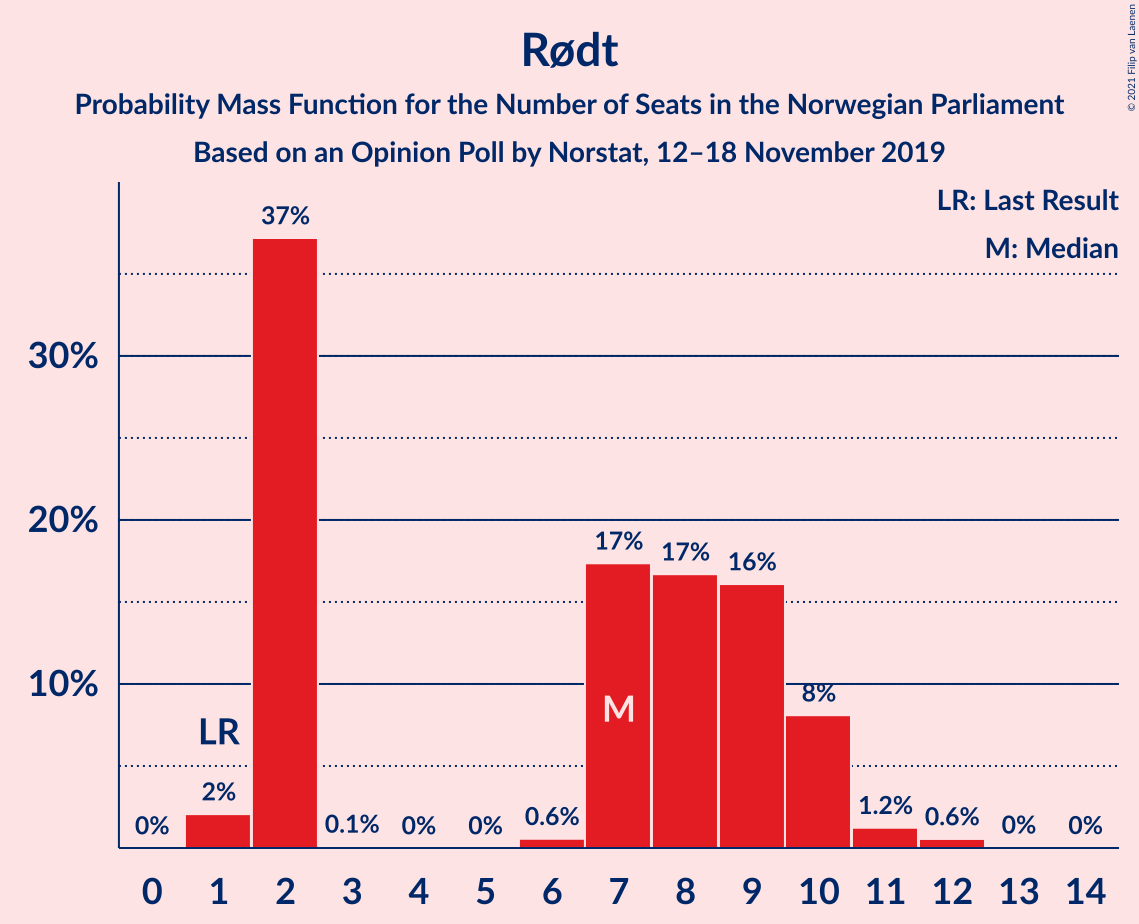 Rødt
Probability Mass Function for the Number of Seats in the Norwegian Parliament
Based on an Opinion Poll by Norstat, 12–18 November 2019
© 2021 Filip van Laenen
LR: Last Result
M: Median
30%
20%
10%
0%
2%
37%
0.1%
0%
0%
0.6%
17%
17%
16%
8%
1.2%
0.6%
0%
0%
LR
M
0 1 2 3 4 5 6 7 8 9 10 11 12 13 14